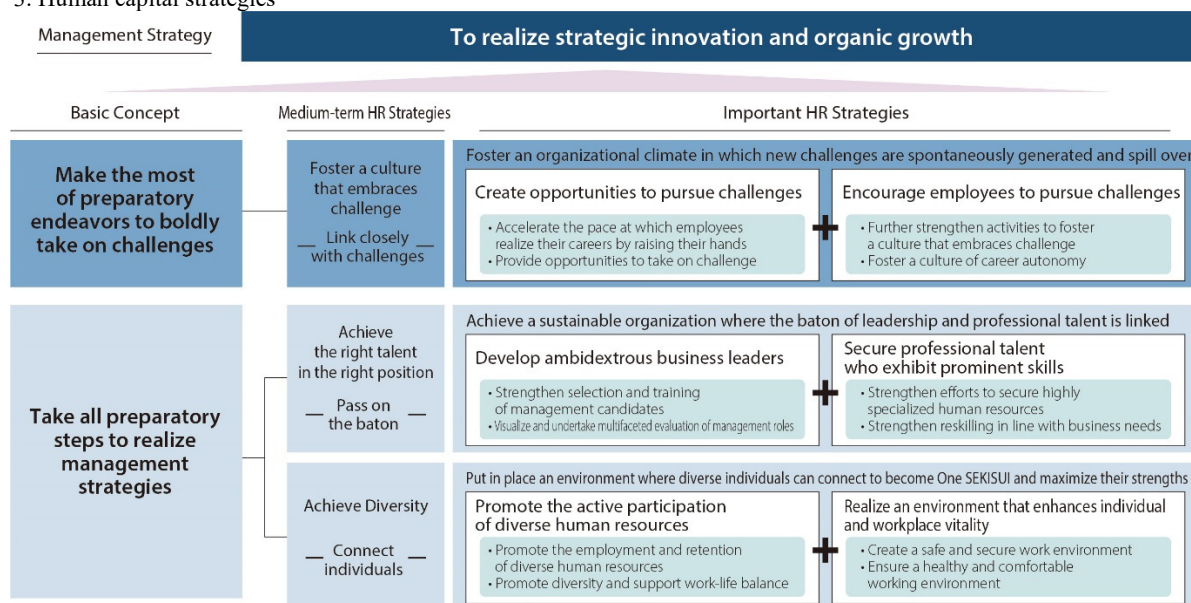 3. Human capital strategies
Management Strategy
To realize strategic innovation and organic growth
Basic Concept
Medium-term HR Strategies
Important HR Strategies
Make the most
of preparatory
endeavors to boldly
take on challenges
Foster a culture
that embraces
challenge
— Link closely —
with challenges
Foster an organizational climate in which new challenges are spontaneously generated and spill over
Create opportunities to pursue challenges
• Accelerate the pace at which employees
realize their careers by raising their hands
• Provide opportunities to take on challenge
+
Encourage employees to pursue challenges
• Further strengthen activities to foster
a culture that embraces challenge
• Foster a culture of career autonomy
Take all preparatory
steps to realize
management
strategies
Achieve
the right talent
in the right position
— Pass on —
the baton
Achieve a sustainable organization where the baton of leadership and professional talent is linked
Develop ambidextrous business leaders
• Strengthen selection and training
of management candidates
• Visualize and undertake multifaceted evaluation of management roles
+
Secure professional talent
who exhibit prominent skills
• Strengthen efforts to secure highly
specialized human resources
• Strengthen reskilling in line with business needs
Achieve Diversity
— Connect —
individuals
Put in place an environment where diverse individuals can connect to become One SEKISUI and maximize their strengths
Promote the active participation
of diverse human resources
• Promote the employment and retention
of diverse human resources
• Promote diversity and support work-life balance
+
Realize an environment that enhances individual
and workplace vitality
• Create a safe and secure work environment
• Ensure a healthy and comfortable
working environment